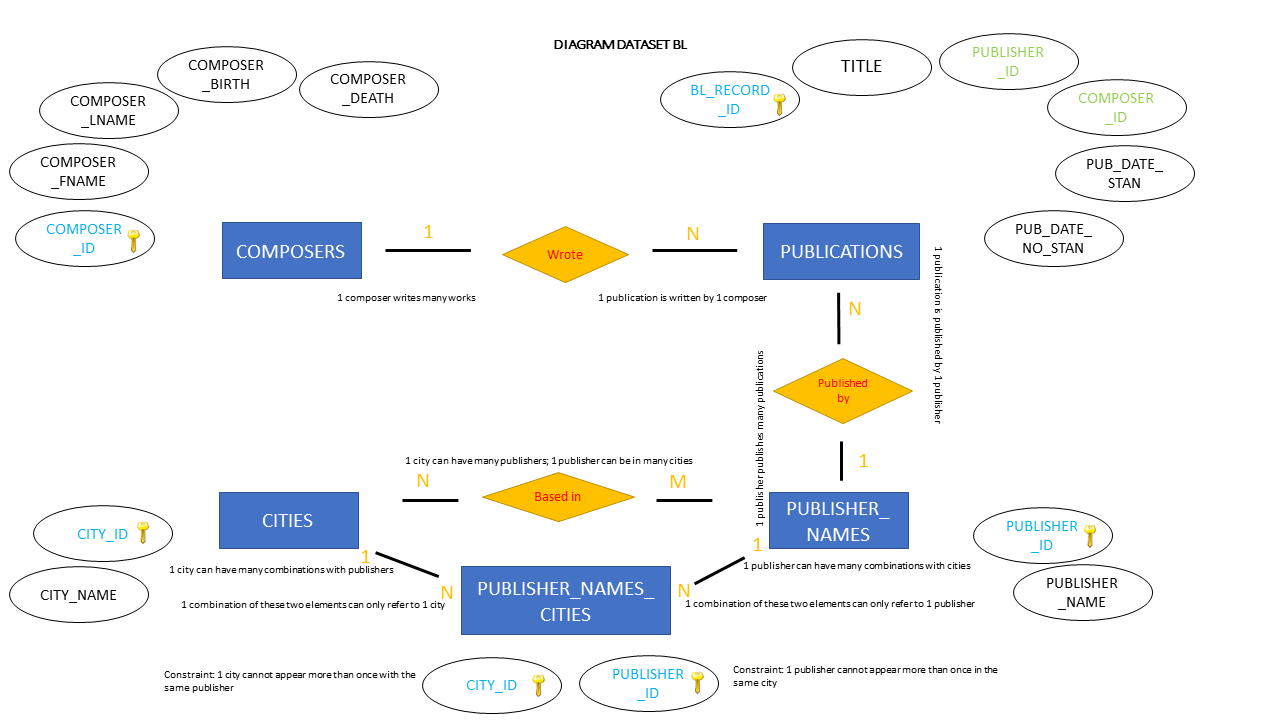 DIAGRAM DATASET BL
COMPOSER
_BIRTH
COMPOSER
_DEATH
COMPOSER
_LNAME
COMPOSER
_FNAME
COMPOSER
_ID
BL_RECORD
_ID
TITLE
PUBLISHER
_ID
COMPOSER
_ID
PUB_DATE_
STAN
PUB_DATE_
NO_STAN
COMPOSERS
1
Wrote
N
PUBLICATIONS
1 composer writes many works
1 publication is written by 1 composer
N
1 publication is published by 1 publisher
Published
by
1 publisher publishes many publications
1
1 city can have many publishers; 1 publisher can be in many cities
CITIES
N
Based in
M
PUBLISHER_
NAMES
CITY_ID
CITY_NAME
PUBLISHER
_ID
PUBLISHER
_NAME
1
1
1 city can have many combinations with publishers
1 publisher can have many combinations with cities
N
PUBLISHER_NAMES_
CITIES
N
1 combination of these two elements can only refer to 1 city
1 combination of these two elements can only refer to 1 publisher
Constraint: 1 city cannot appear more than once with the
same publisher
CITY_ID
PUBLISHER
_ID
Constraint: 1 publisher cannot appear more than once in the
same city